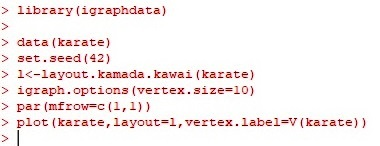 > library(igraphdata)
>
> data(karate)
> set.seed(42)
> l<-layout.kamada.kawai(karate)
> igraph.options(vertex.size=10)
> par(mfrow=c(1,1))
> plot(karate,layout=l,vertex.label=V(karate))
>